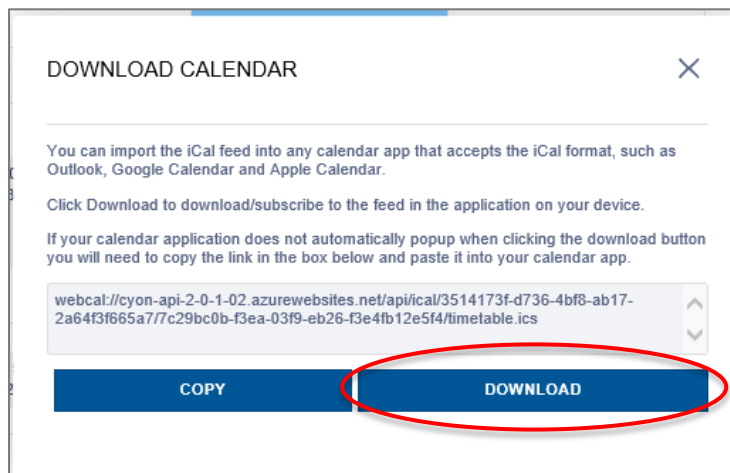 DOWNLOAD CALENDAR
You can import the iCal feed into any calendar app that accepts the iCal format, such as
Outlook, Google Calendar and Apple Calendar.
Click Download to download/subscribe to the feed in the application on your device.
If your calendar application does not automatically popup when clicking the download button
you will need to copy the link in the box below and paste it into your calendar app.
webcal://cyon-api-2-0-1-02.azurewebsites.net/api/ical/3514173f-d736-4bf8-ab17-
2a64f3f665a7/7c29bc0b-f3ea-03f9-eb26-f3e4fb12e5f4/timetable.ics
COPY DOWNLOAD